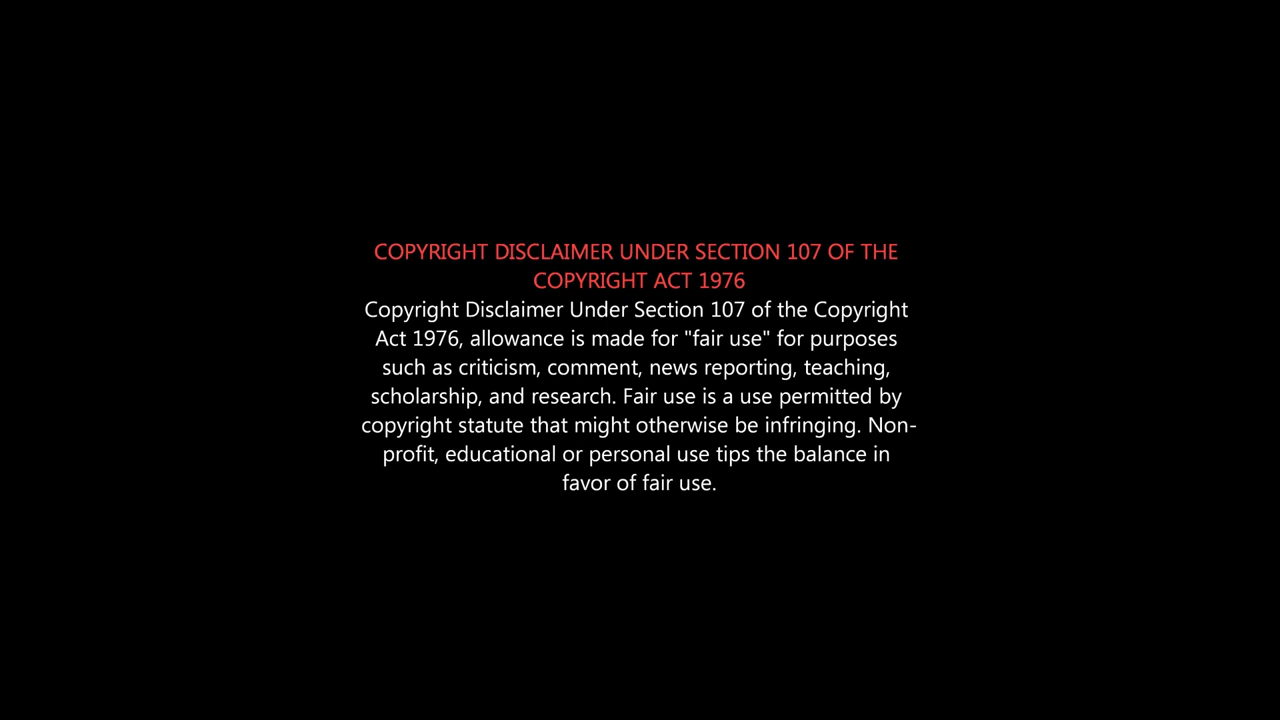 COPYRIGHT DISCLAIMER UNDER SECTION 107 OF THE
COPYRIGHT ACT 1976
Copyright Disclaimer Under Section 107 of the Copyright
Act 1976, allowance is made for "fair use" for purposes
such as criticism, comment, news reporting, teaching,
scholarship, and research. Fair use is a use permitted by
copyright statute that might otherwise be infringing. Non-
profit, educational or personal use tips the balance in
favor of fair use.